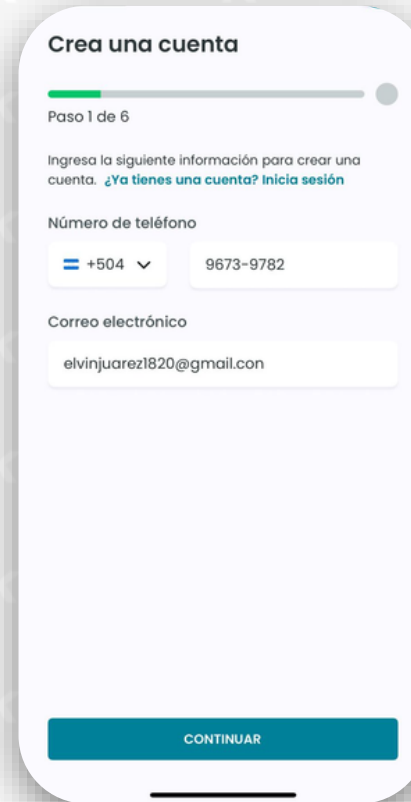 Crea una cuenta
Paso 1 de 6
Ingresa la siguiente información para crear una
cuenta. ¿Ya tienes una cuenta? Inicia sesión
Número de teléfono
+504 9673-9782
Correo electrónico
elvinjuarez1820@gmail.con
CONTINUAR